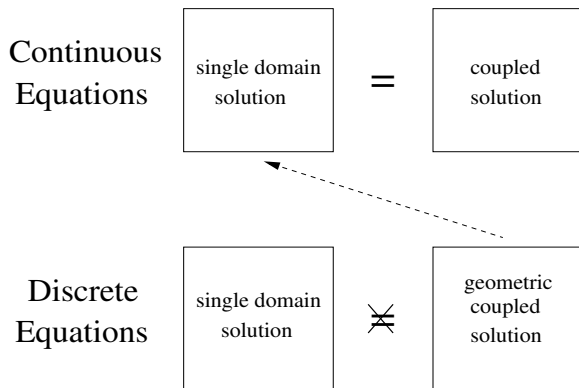 Continuous
Equations
single domain
solution
=
coupled
solution
Discrete
Equations
single domain
solution
=
geometric
coupled
solution